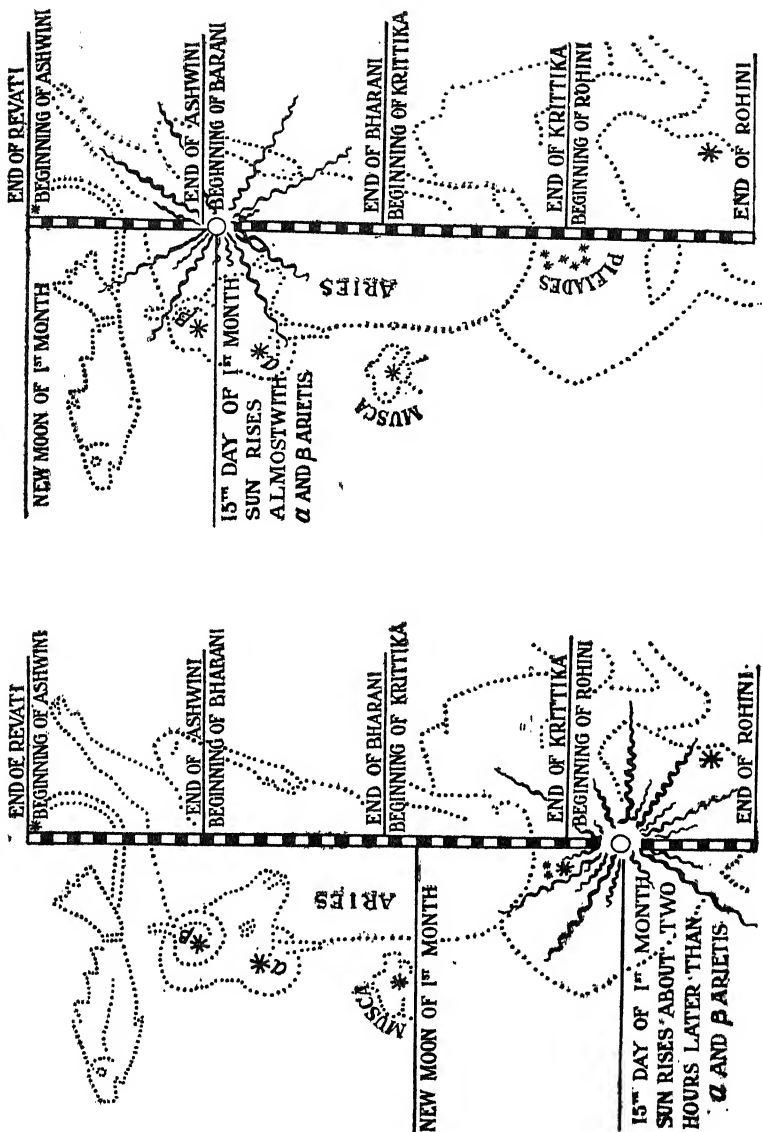 END OF REVATI
* BEGINNING OF ASHWINI
NEW MOON OF 1ST MONTH
END OF ASHWINI
BEGINNING OF BARANI
β
α
15TH DAY OF 1ST MONTH
SUN RISES
ALMOSTWITH
α AND β ARIETIS
ARIES
MUSCA
END OF BHARANI
BEGINNING OF KRITTIKA
PLEIADES
END OF KRITTIKA
BEGINNING OF ROHINI
END OF ROHINI
END OE REVATI
* BEGINNING OF ASHWINI
END OF ASHWINI
BEGINNING OF BHARANI
β
α
ARIES
MUSCA
END OF BHARANI
BEGINNING OF KRITTIKA
NEW MOON OF 1ST MONTH
END OF KRITTIKA
BEGINNING OF ROHINI
15TH DAY OF 1ST MONTH
SUN RISES ABOUT TWO
HOURS LATER THAN
α AND β ARIETIS
END OF ROHINI